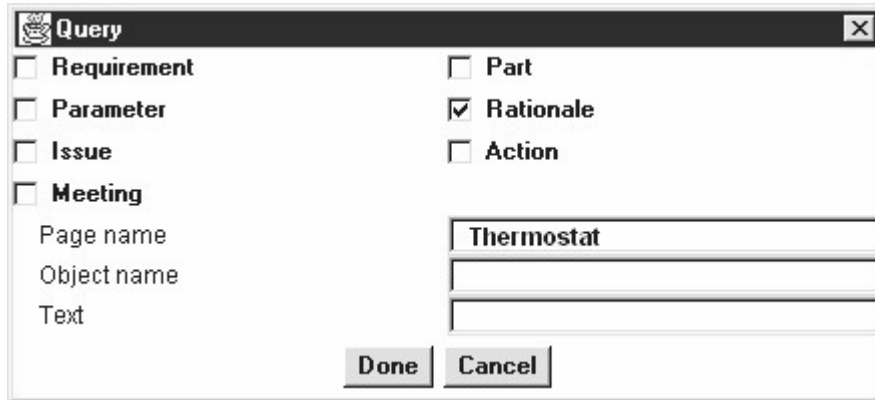 Query
Requirement Part
Parameter Rationale
Issue Action
Meeting
Page name Thermostat
Object name
Text
Done Cancel